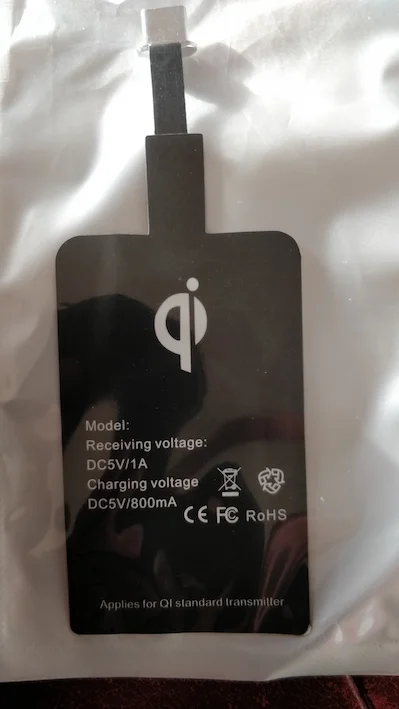 qi
Model:
Receiving voltage:
DC5V/1A
Charging voltage
DC5V/800mA
CE FC RoHS
Applies for QI standard transmitter